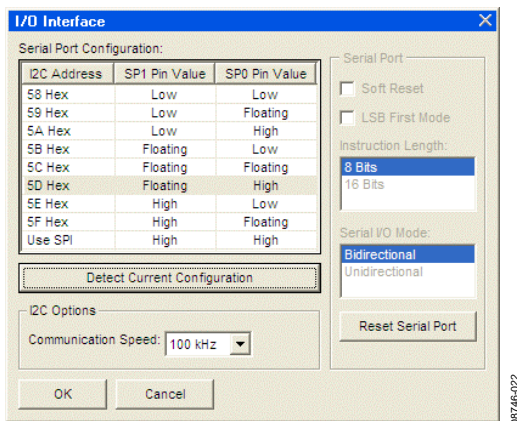 I/O Interface
Serial Port Configuration:
I2C Address SP1 Pin Value SP0 Pin Value
58 Hex Low Low
59 Hex Low Floating
5A Hex Low High
5B Hex Floating Low
5C Hex Floating Floating
5D Hex Floating High
5E Hex High Low
5F Hex High Floating
Use SPI High High
Detect Current Configuration
I2C Options
Communication Speed: 100 kHz
OK Cancel
Serial Port
Soft Reset
LSB First Mode
Instruction Length:
8 Bits
16 Bits
Serial I/O Mode:
Bidirectional
Unidirectional
Reset Serial Port
08746-022